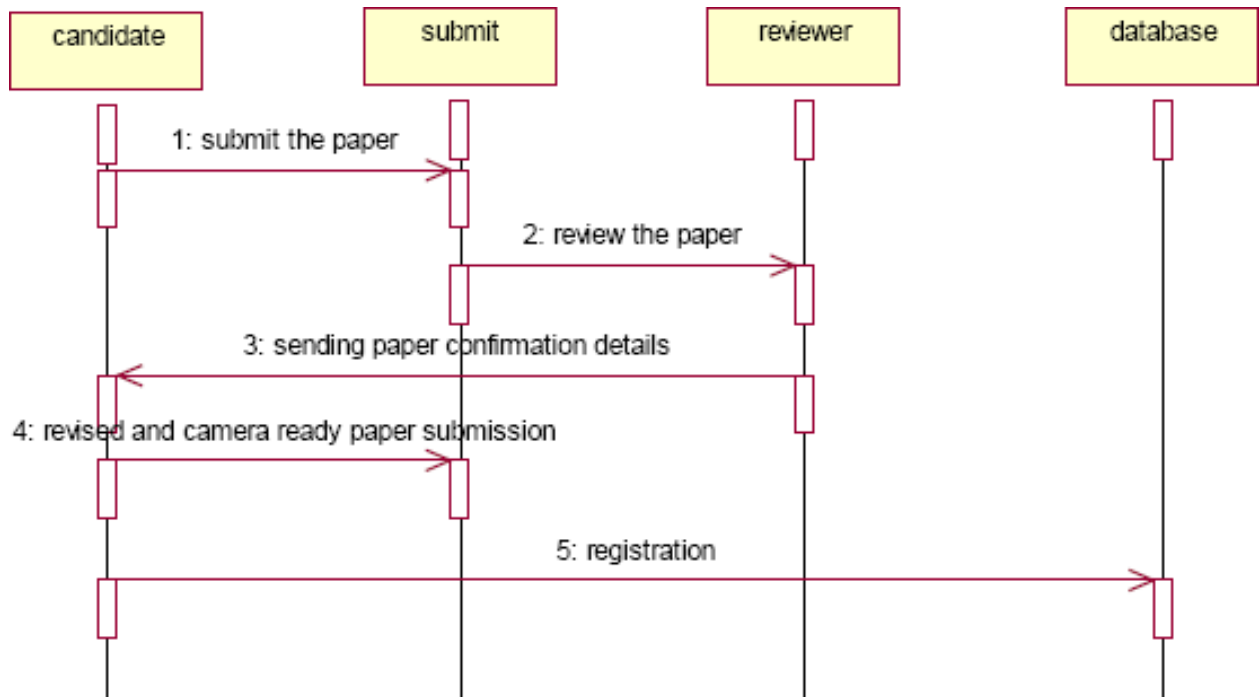 candidate
submit
reviewer
database
1: submit the paper
2: review the paper
3: sending paper confirmation details
4: revised and camera ready paper submission
5: registration